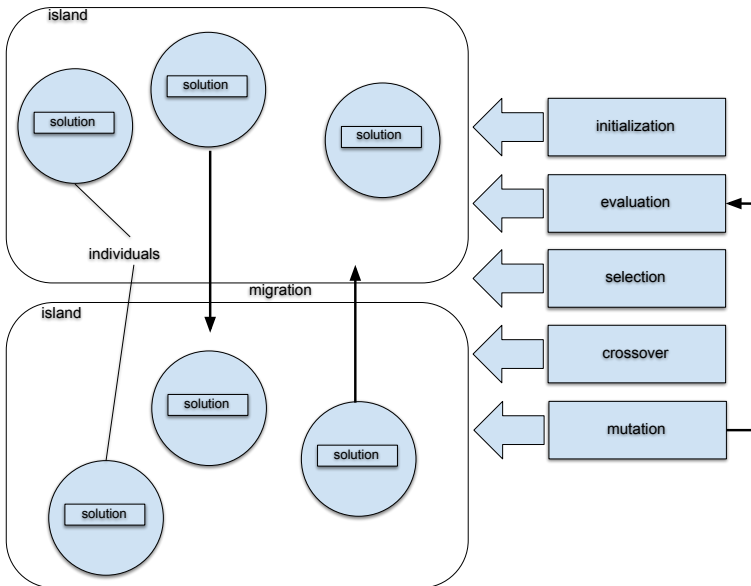 island
solution
solution
solution
initialization
evaluation
individuals
selection
migration
island
crossover
solution
mutation
solution
solution